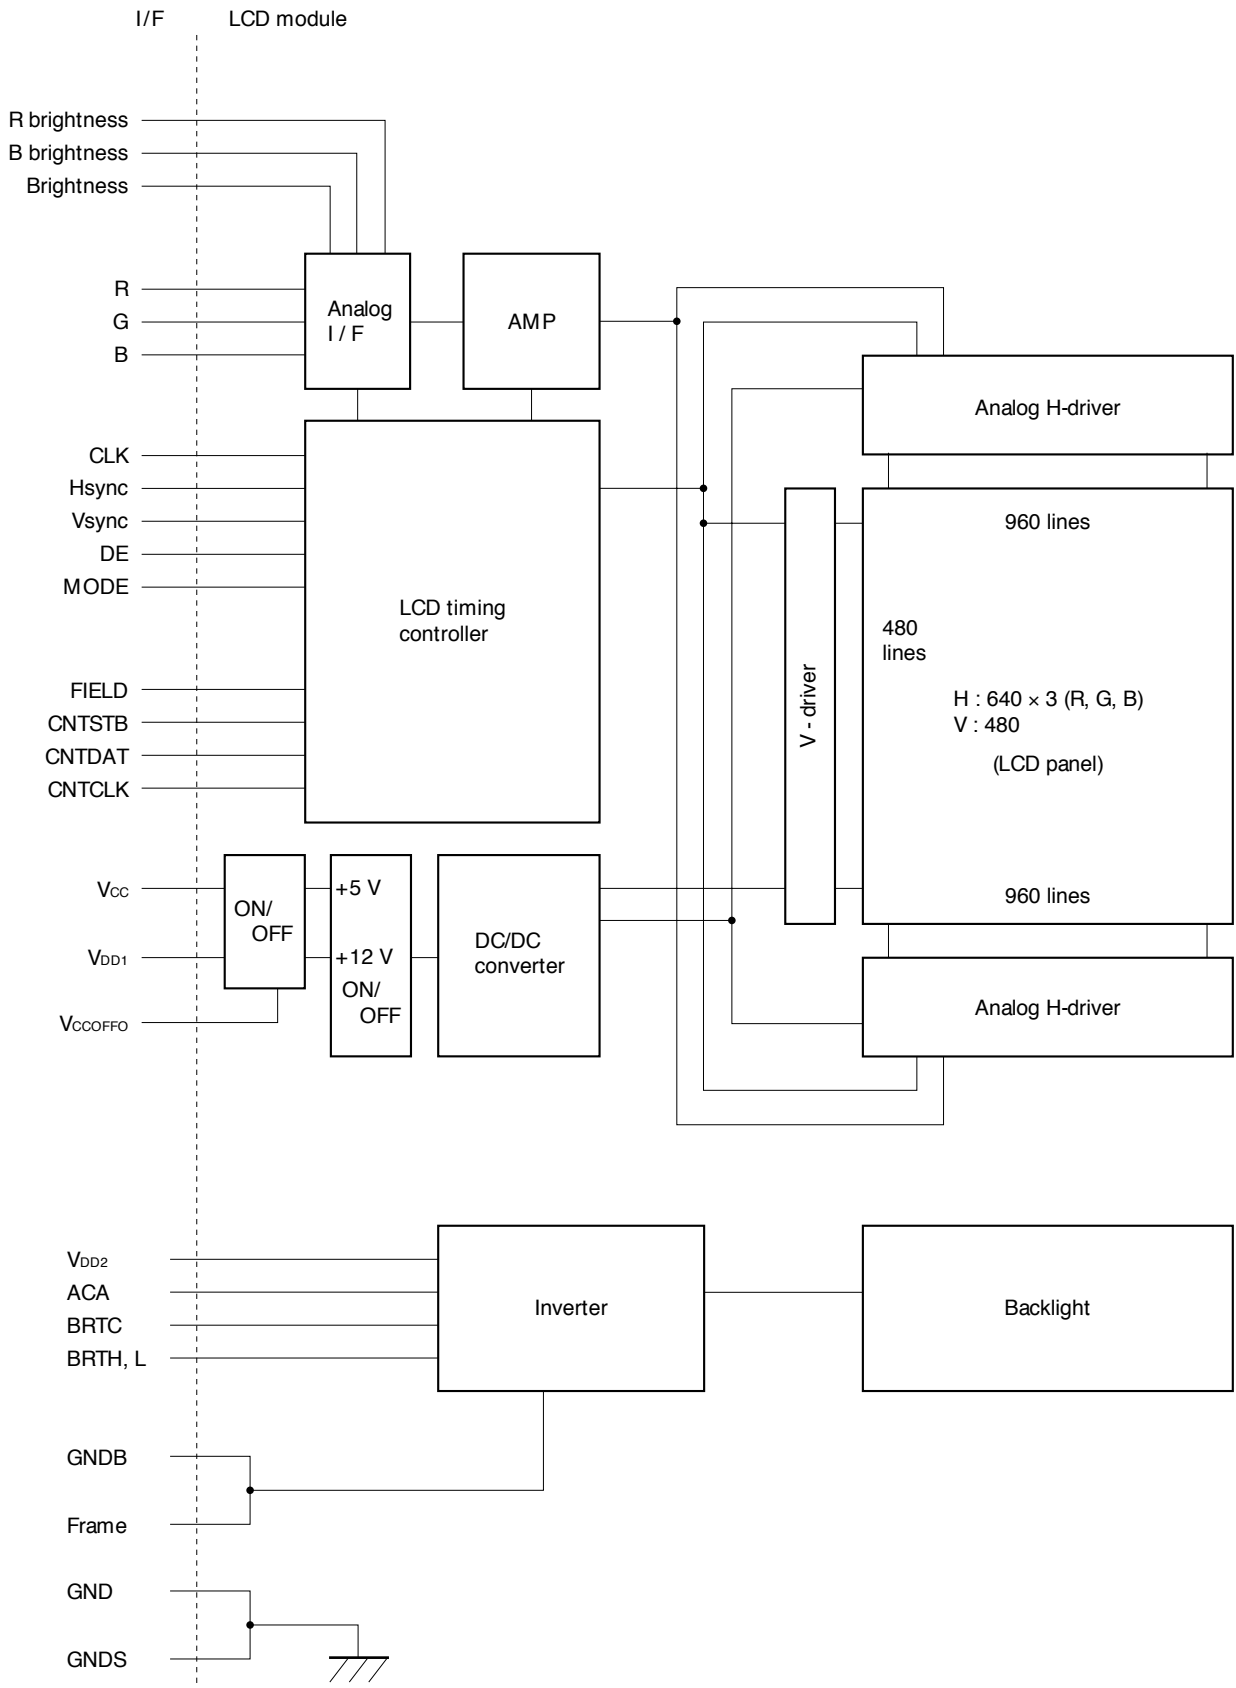 I/F
LCD module
R brightness
B brightness
Brightness
R
G
B
Analog
I / F
AMP
Analog H-driver
CLK
Hsync
Vsync
DE
MODE
FIELD
CNTSTB
CNTDAT
CNTCLK
LCD timing
controller
V - driver
960 lines
480
lines
H : 640 × 3 (R, G, B)
V : 480
(LCD panel)
960 lines
VCC
VDD1
VCCOFFO
ON/
OFF
+5 V
+12 V
ON/
OFF
DC/DC
converter
Analog H-driver
VDD2
ACA
BRTC
BRTH, L
Inverter
Backlight
GNDB
Frame
GND
GNDS